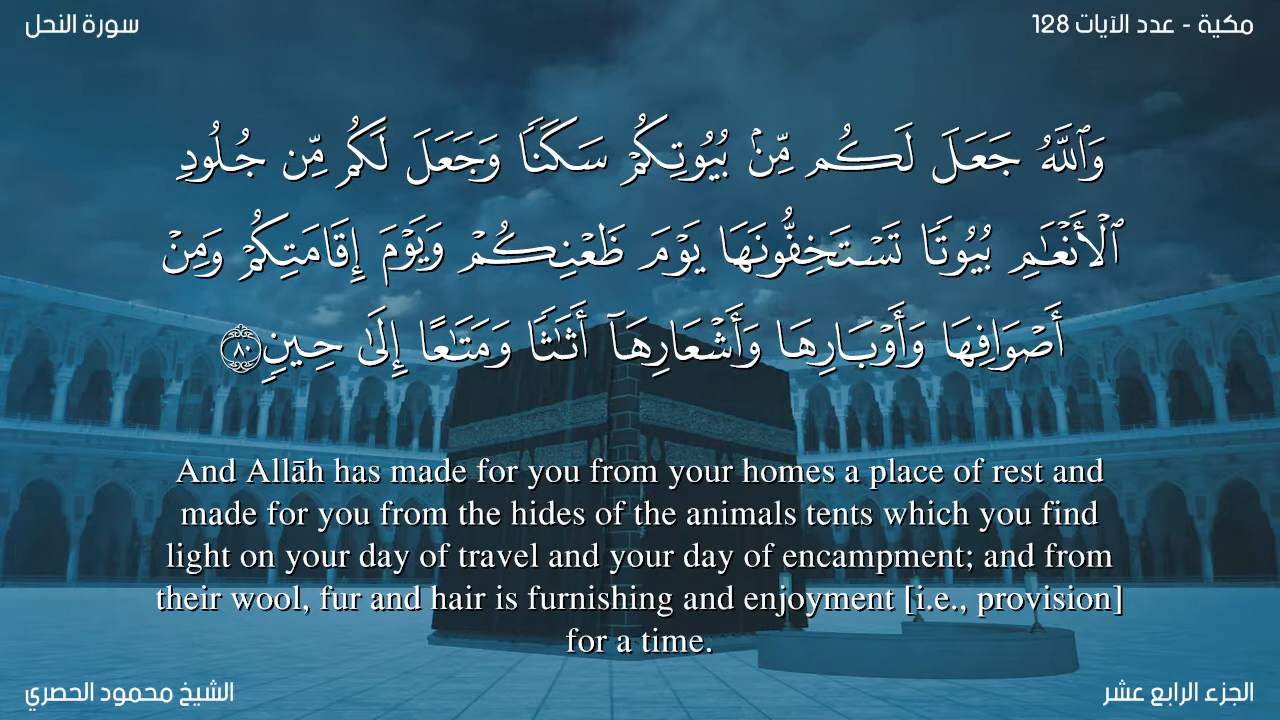 سورة النحل
مكية - عدد الآيات 128
وَٱللَّهُ جَعَلَ لَكُم مِّنۢ بُيُوتِكُمْ سَكَنًا وَجَعَلَ لَكُم مِّن جُلُودِ
ٱلْأَنْعَـٰمِ بُيُوتًا تَسْتَخِفُّونَهَا يَوْمَ ظَعْنِكُمْ وَيَوْمَ إِقَامَتِكُمْ وَمِنْ
أَصْوَافِهَا وَأَوْبَارِهَا وَأَشْعَارِهَآ أَثَـٰثًا وَمَتَـٰعًا إِلَىٰ حِينٍ ٨٠
And Allāh has made for you from your homes a place of rest and
made for you from the hides of the animals tents which you find
light on your day of travel and your day of encampment; and from
their wool, fur and hair is furnishing and enjoyment [i.e., provision]
for a time.
الشيخ محمود الحصري
الجزء الرابع عشر